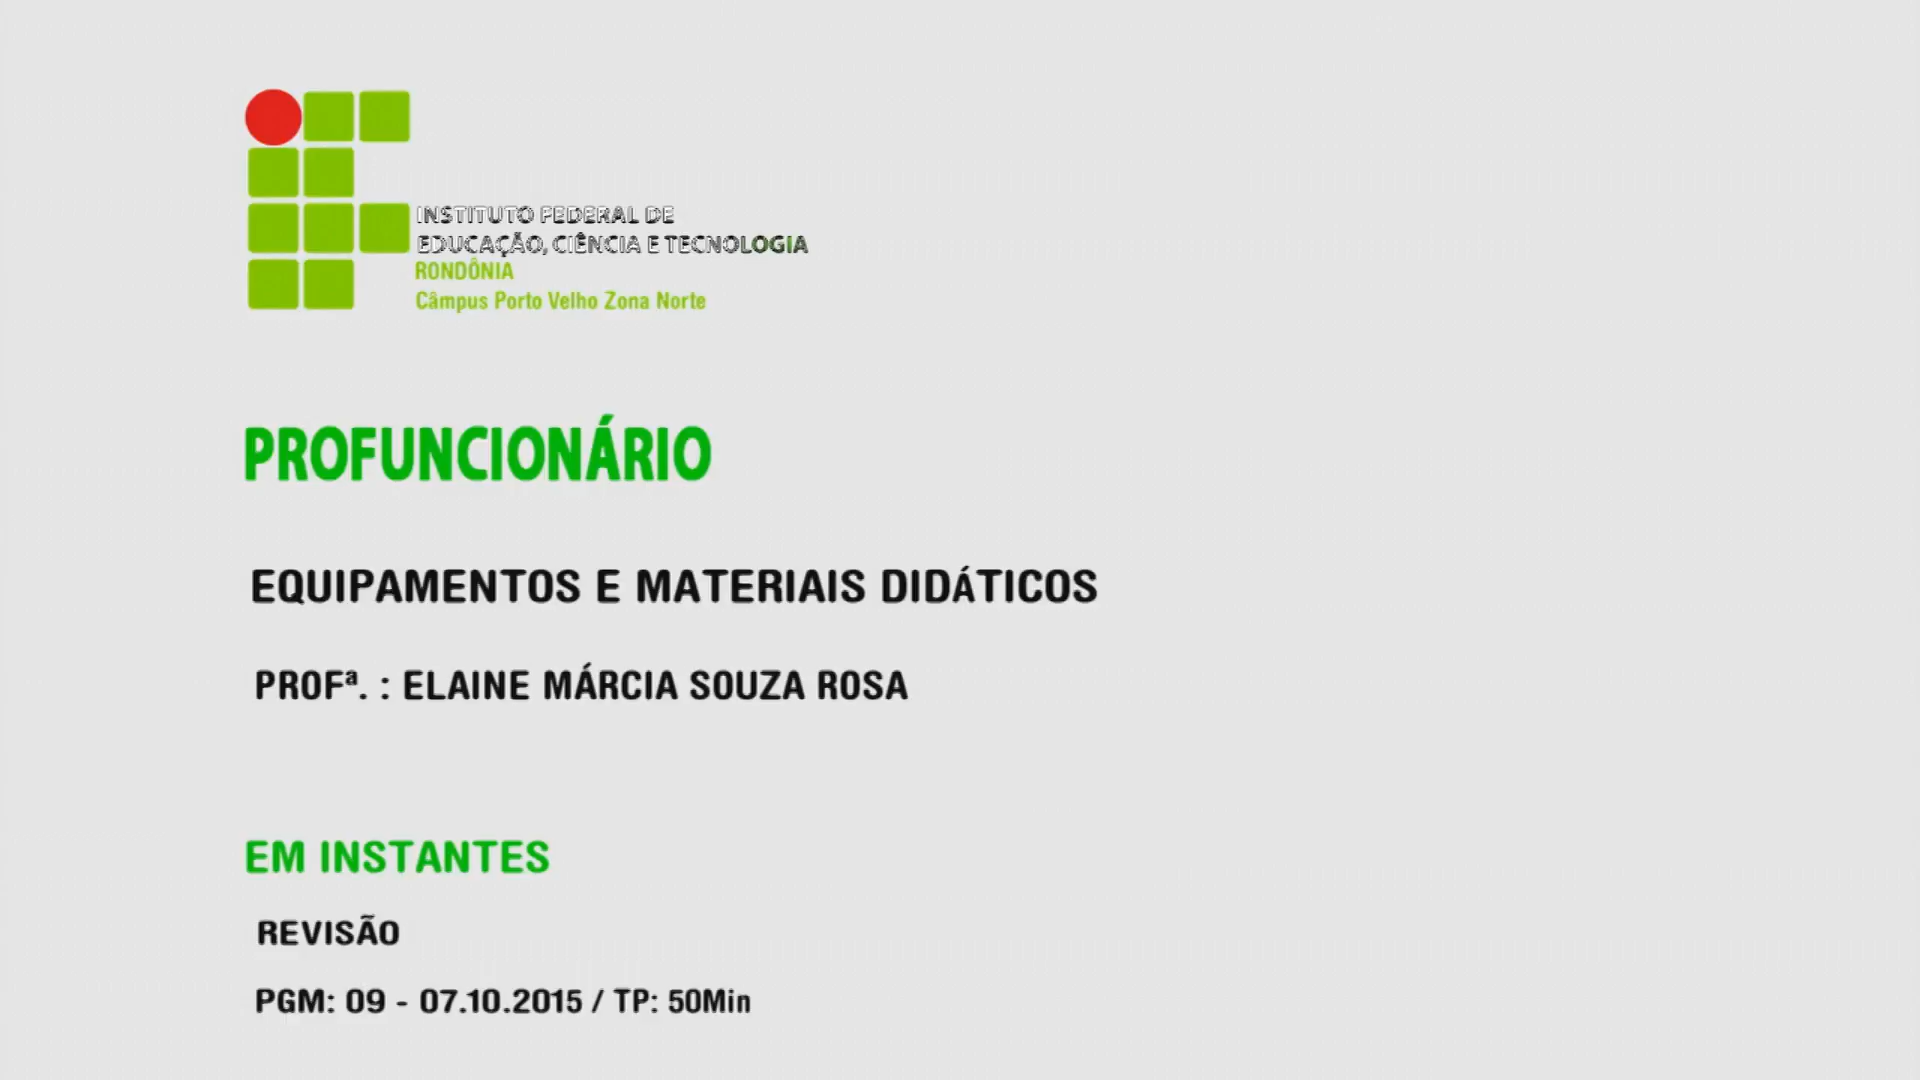 INSTITUTO FEDERAL DE
EDUCAÇÃO, CIÊNCIA E TECNOLOGIA
RONDÔNIA
Câmpus Porto Velho Zona Norte
PROFUNCIONÁRIO
EQUIPAMENTOS E MATERIAIS DIDÁTICOS
PROFª. : ELAINE MÁRCIA SOUZA ROSA
EM INSTANTES
REVISÃO
PGM: 09 - 07.10.2015 / TP: 50Min